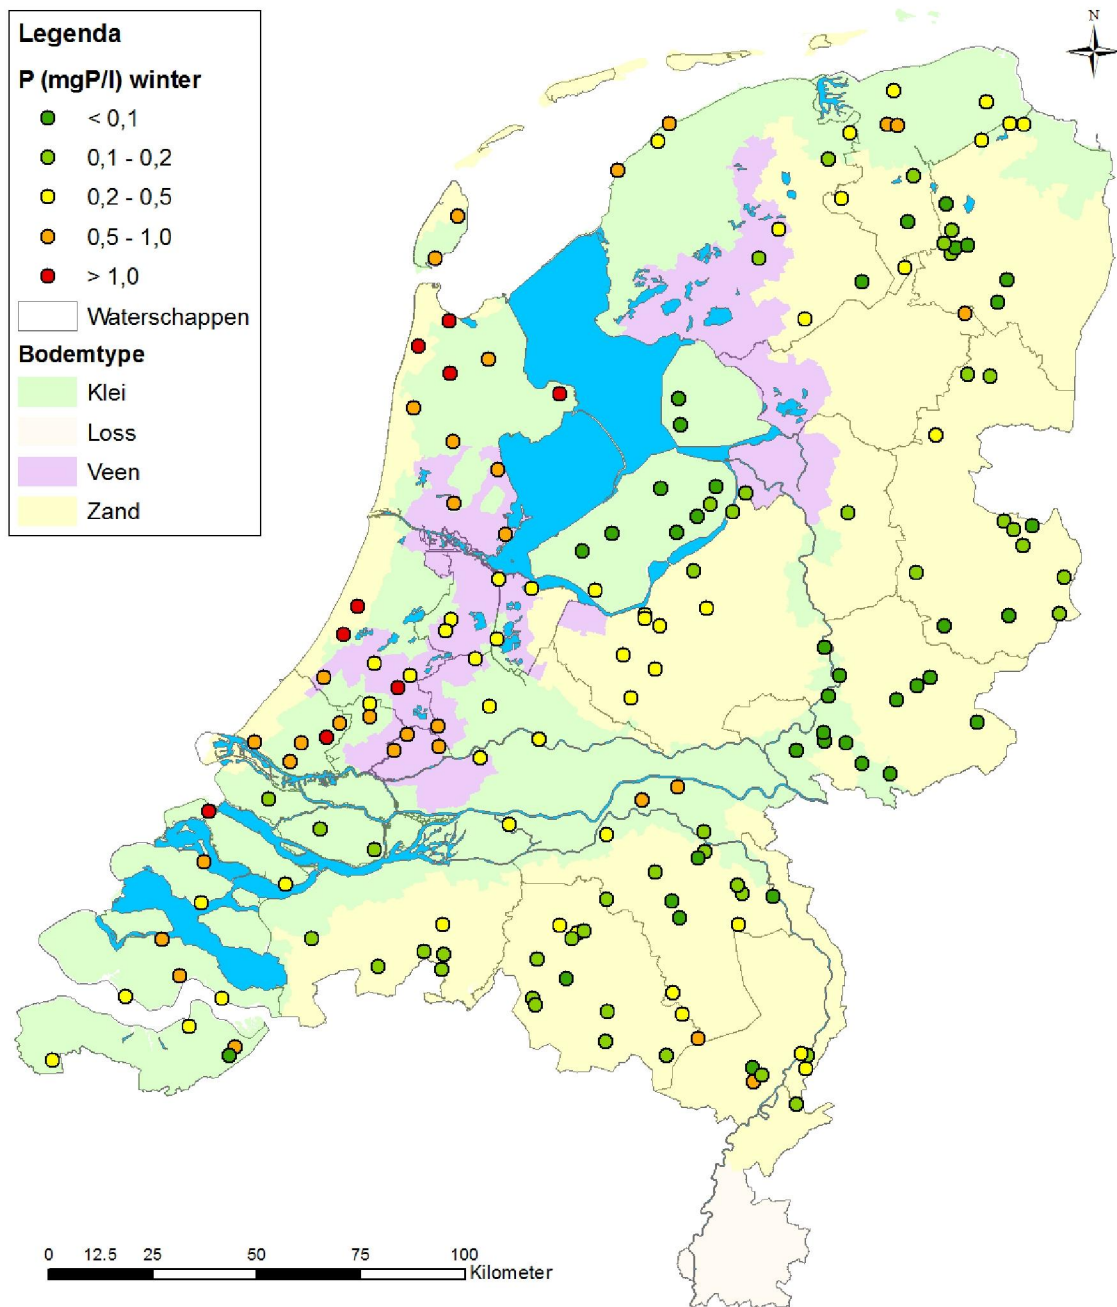 Legenda
P (mgP/l) winter
< 0,1
0,1 - 0,2
0,2 - 0,5
0,5 - 1,0
> 1,0
Waterschappen
Bodemtype
Klei
Loss
Veen
Zand
N
0 12.5 25 50 75 100
Kilometer